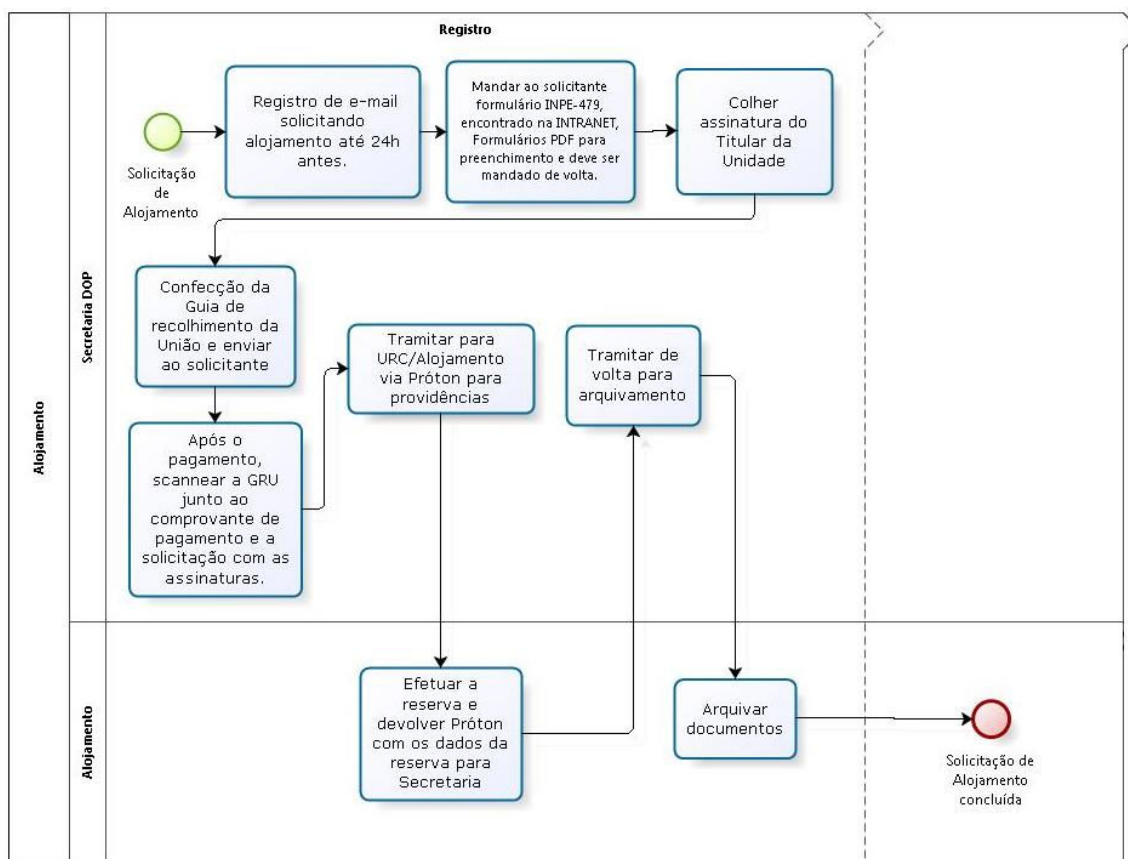 Registro
Alojamento
Secretaria DOP
Alojamento
Solicitação
de
Alojamento
Registro de e-mail
solicitando
alojamento até 24h
antes.
Mandar ao solicitante
formulário INPE-479,
encontrado na INTRANET,
Formulários PDF para
preenchimento e deve ser
mandado de volta.
Colher
assinatura do
Titular da
Unidade
Confecção da
Guia de
recolhimento da
União e enviar
ao solicitante
Após o
pagamento,
scannear a GRU
junto ao
comprovante de
pagamento e a
solicitação com as
assinaturas.
Tramitar para
URC/Alojamento
via Próton para
providências
Tramitar de
volta para
arquivamento
Efetuar a
reserva e
devolver Próton
com os dados da
reserva para
Secretaria
Arquivar
documentos
Solicitação de
Alojamento
concluída